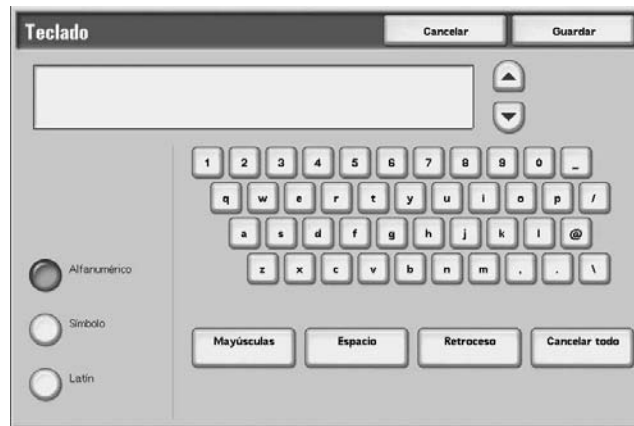 Teclado Cancelar Guardar
1 2 3 4 5 6 7 8 9 0 _
q w e r t y u i o p /
a s d f g h j k l @
z x c v b n m , . \
Alfanumérico
Símbolo
Latín
Mayúsculas Espacio Retroceso Cancelar todo